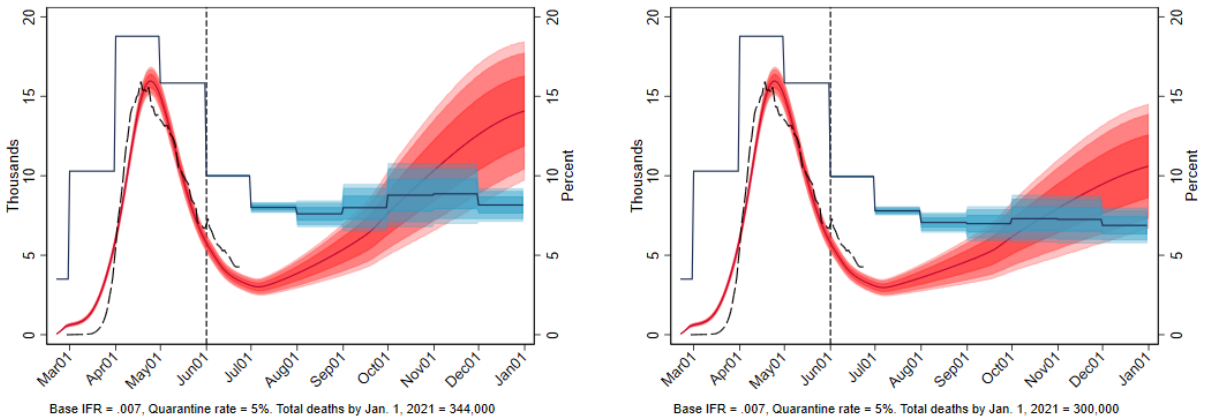 20
15
10
5
0
Thousands
20
15
10
5
0
Percent
Mar01 Apr01 May01 Jun01 Jul01 Aug01 Sep01 Oct01 Nov01 Dec01 Jan01
Base IFR = .007, Quarantine rate = 5%. Total deaths by Jan. 1, 2021 = 344,000
20
15
10
5
0
Thousands
20
15
10
5
0
Percent
Mar01 Apr01 May01 Jun01 Jul01 Aug01 Sep01 Oct01 Nov01 Dec01 Jan01
Base IFR = .007, Quarantine rate = 5%. Total deaths by Jan. 1, 2021 = 300,000